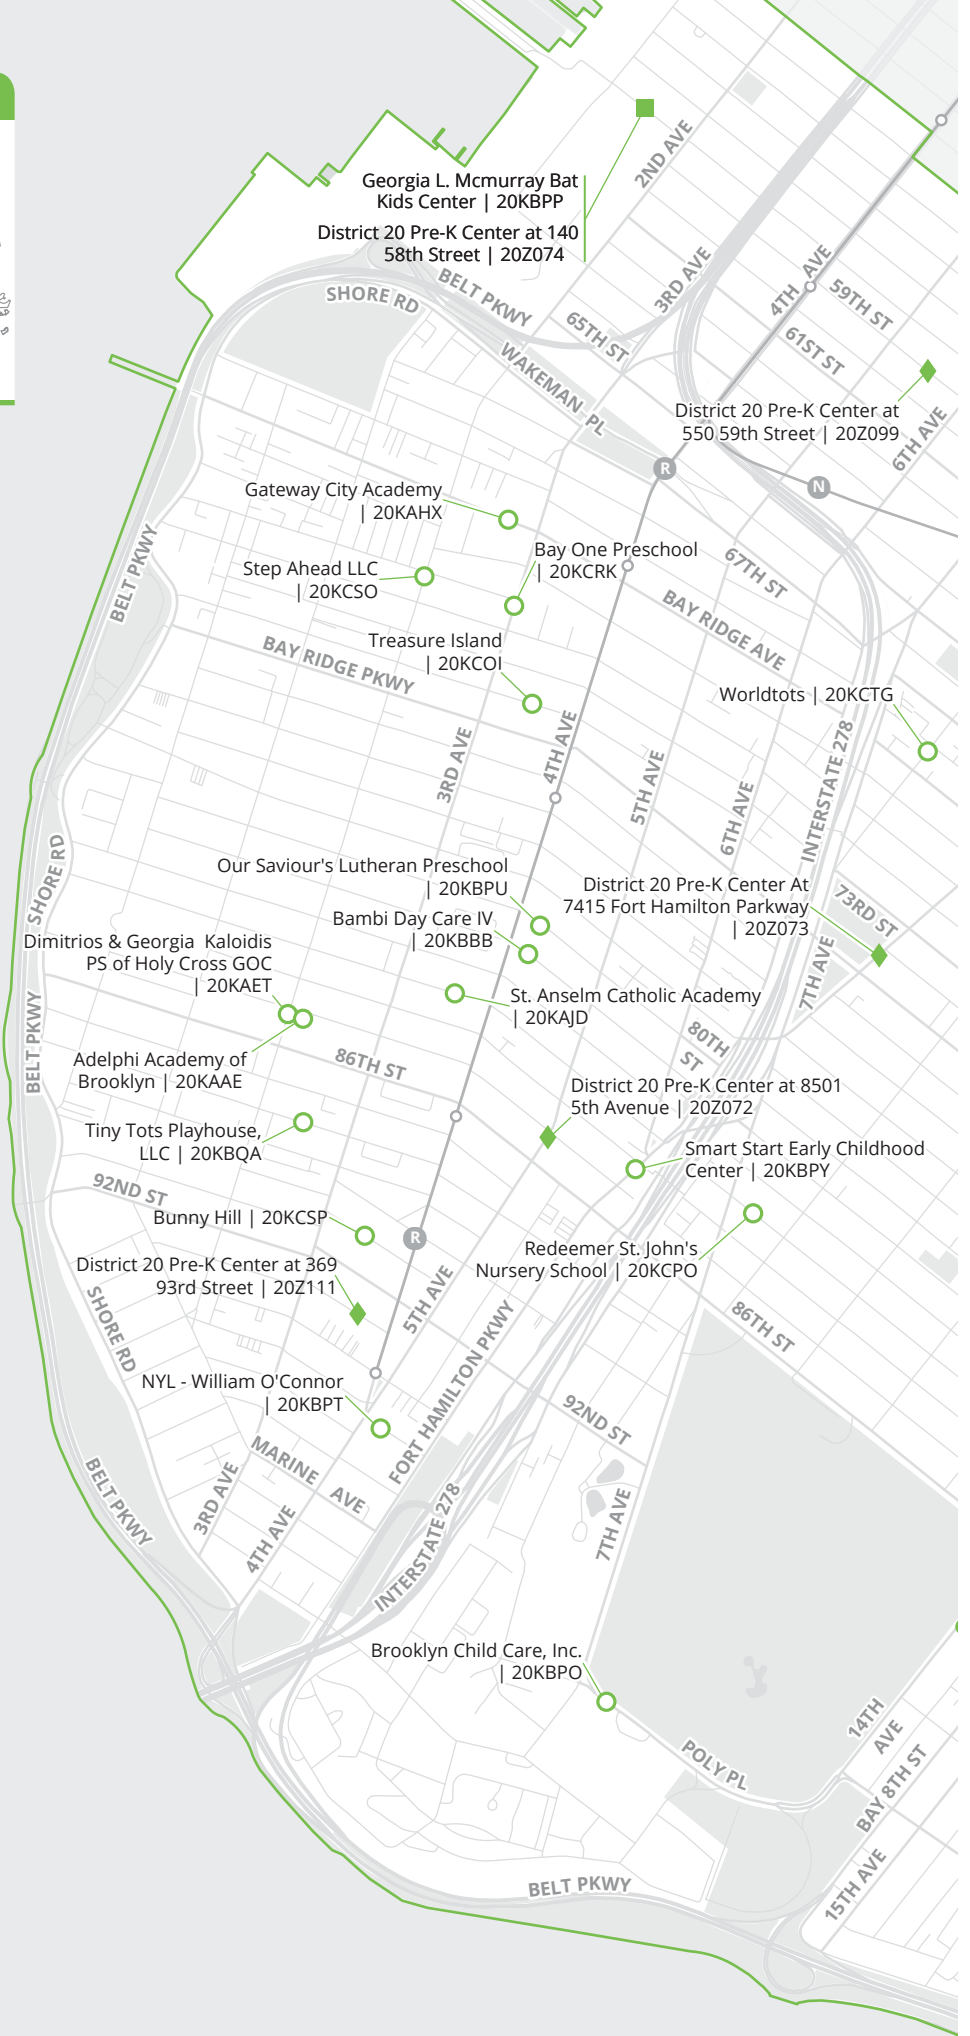 2ND AVE
Georgia L. Mcmurray Bat
Kids Center | 20KBPP
District 20 Pre-K Center at 140
58th Street | 20Z074
BELT PKWY
SHORE RD
3RD AVE
4TH AVE
59TH ST
65TH ST
61ST ST
WAKEMAN PL
District 20 Pre-K Center at
550 59th Street | 20Z099
6TH AVE
R
N
Gateway City Academy
| 20KAHX
BELT PKWY
Bay One Preschool
| 20KCRK
Step Ahead LLC
| 20KCSO
67TH ST
BAY RIDGE AVE
Treasure Island
| 20KCOI
BAY RIDGE PKWY
Worldtots | 20KCTG
3RD AVE
4TH AVE
5TH AVE
6TH AVE
INTERSTATE 278
SHORE RD
Our Saviour's Lutheran Preschool
| 20KBPU
District 20 Pre-K Center At
7415 Fort Hamilton Parkway
| 20Z073
73RD ST
Bambi Day Care IV
| 20KBBB
Dimitrios & Georgia Kaloidis
PS of Holy Cross GOC
| 20KAET
7TH AVE
St. Anselm Catholic Academy
| 20KAJD
BELT PKWY
80TH
ST
Adelphi Academy of
Brooklyn | 20KAAE
86TH ST
District 20 Pre-K Center at 8501
5th Avenue | 20Z072
Tiny Tots Playhouse,
LLC | 20KBQA
Smart Start Early Childhood
Center | 20KBPY
92ND ST
Bunny Hill | 20KCSP
R
Redeemer St. John's
Nursery School | 20KCPO
District 20 Pre-K Center at 369
93rd Street | 20Z111
5TH AVE
SHORE RD
86TH ST
FORT HAMILTON PKWY
NYL - William O'Connor
| 20KBPT
92ND ST
MARINE AVE
BELT PKWY
3RD AVE
4TH AVE
INTERSTATE 278
7TH AVE
Brooklyn Child Care, Inc.
| 20KBPO
14TH
AVE
POLY PL
BAY 8TH ST
15TH AVE
BELT PKWY